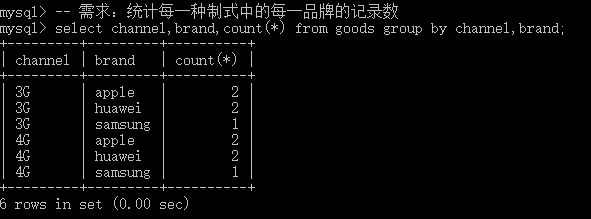 mysql> -- 需求：统计每一种制式中的每一品牌的记录数
mysql> select channel,brand,count(*) from goods group by channel,brand;
+---------+---------+----------+
| channel | brand   | count(*) |
+---------+---------+----------+
| 3G      | apple   |        2 |
| 3G      | huawei  |        2 |
| 3G      | samsung |        1 |
| 4G      | apple   |        2 |
| 4G      | huawei  |        2 |
| 4G      | samsung |        1 |
+---------+---------+----------+
6 rows in set (0.00 sec)